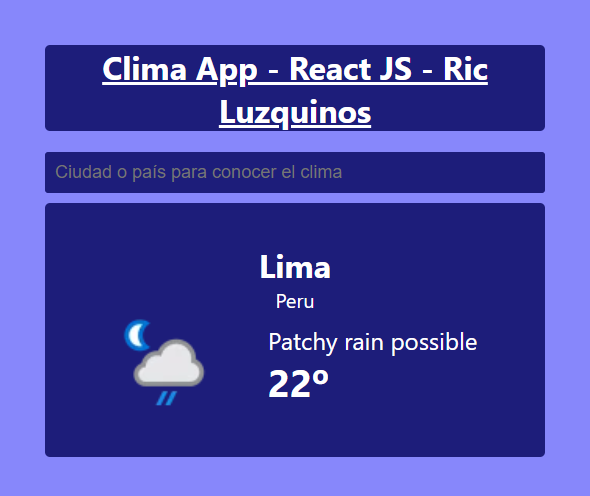 Clima App - React JS - Ric
Luzquinos
Ciudad o país para conocer el clima
Lima
Peru
Patchy rain possible
22º